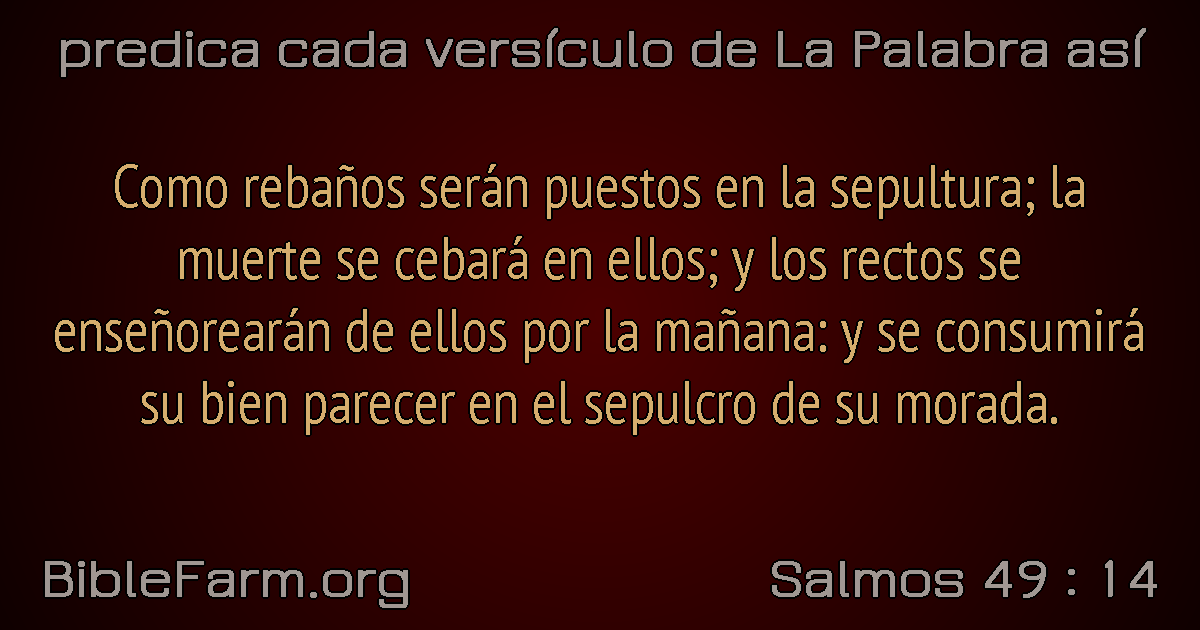 predica cada versículo de La Palabra así
Como rebaños serán puestos en la sepultura; la
muerte se cebará en ellos; y los rectos se
enseñorearán de ellos por la mañana: y se consumirá
su bien parecer en el sepulcro de su morada.
BibleFarm.org
Salmos 49 : 14